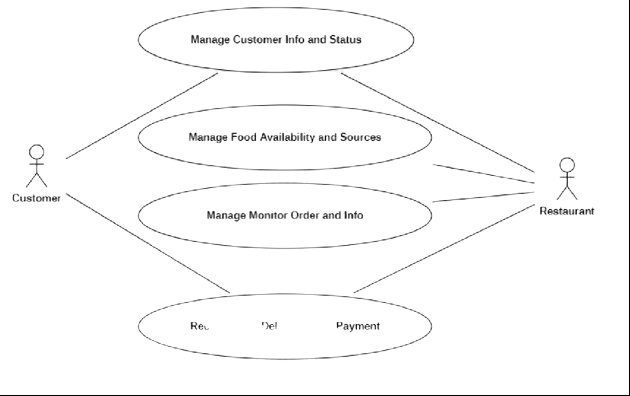 Manage Customer Info and Status
Manage Food Availability and Sources
Customer
Restaurant
Manage Monitor Order and Info
Payment